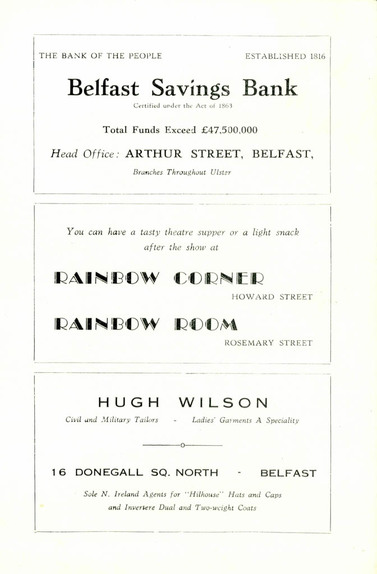 THE BANK OF THE PEOPLE ESTABLISHED 1816
Belfast Savings Bank
Certified under the Act of 1863
Total Funds Exceed £47,500,000
Head Office: ARTHUR STREET, BELFAST,
Branches Throughout Ulster
You can have a tasty theatre supper or a light snack
after the show at
RAINBOW CORNER
HOWARD STREET
RAINBOW ROOM
ROSEMARY STREET
HUGH WILSON
Civil and Military Tailors - Ladies' Garments A Speciality
16 DONEGALL SQ. NORTH - BELFAST
Sole N. Ireland Agents for "Hilhouse" Hats and Caps
and Invertere Dual and Two-weight Coats